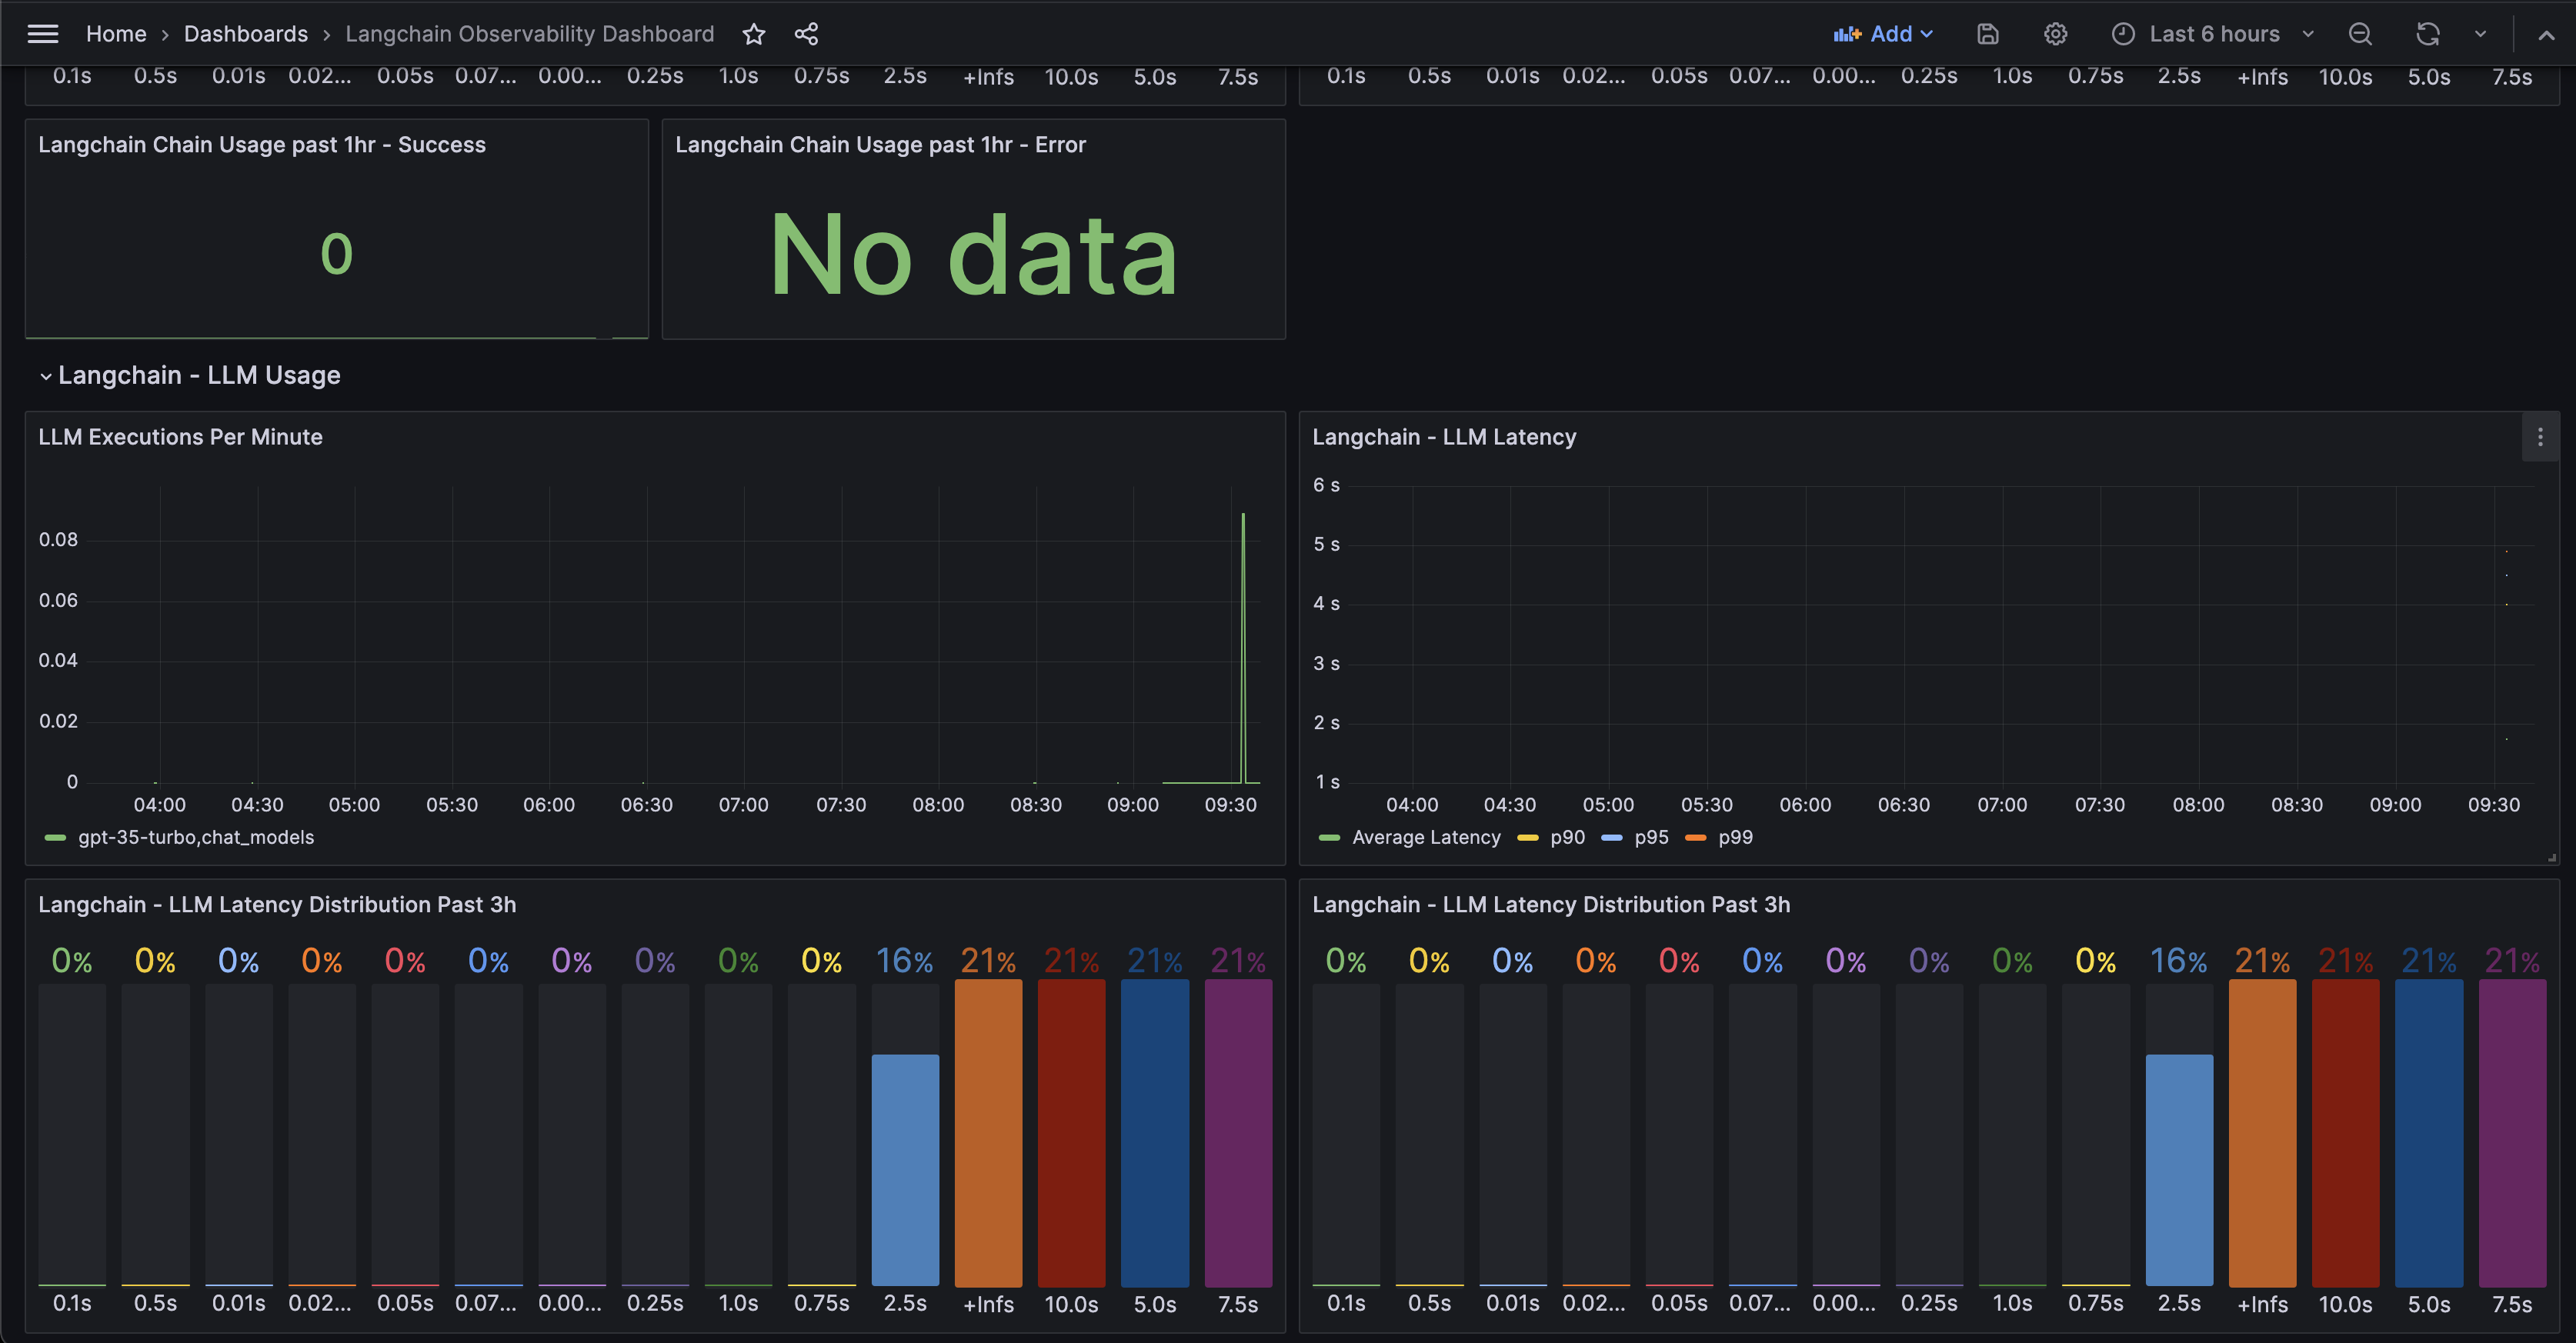 Home › Dashboards › Langchain Observability Dashboard Add Last 6 hours
0.1s 0.5s 0.01s 0.02... 0.05s 0.07... 0.00... 0.25s 1.0s 0.75s 2.5s +Infs 10.0s 5.0s 7.5s
0.1s 0.5s 0.01s 0.02... 0.05s 0.07... 0.00... 0.25s 1.0s 0.75s 2.5s +Infs 10.0s 5.0s 7.5s
Langchain Chain Usage past 1hr - Success
0
Langchain Chain Usage past 1hr - Error
No data
Langchain - LLM Usage
LLM Executions Per Minute
0.08
0.06
0.04
0.02
0
04:00 04:30 05:00 05:30 06:00 06:30 07:00 07:30 08:00 08:30 09:00 09:30
gpt-35-turbo,chat_models
Langchain - LLM Latency
6 s
5 s
4 s
3 s
2 s
1 s
04:00 04:30 05:00 05:30 06:00 06:30 07:00 07:30 08:00 08:30 09:00 09:30
Average Latency p90 p95 p99
Langchain - LLM Latency Distribution Past 3h
0% 0% 0% 0% 0% 0% 0% 0% 0% 0% 16% 21% 21% 21% 21%
0.1s 0.5s 0.01s 0.02... 0.05s 0.07... 0.00... 0.25s 1.0s 0.75s 2.5s +Infs 10.0s 5.0s 7.5s
Langchain - LLM Latency Distribution Past 3h
0% 0% 0% 0% 0% 0% 0% 0% 0% 0% 16% 21% 21% 21% 21%
0.1s 0.5s 0.01s 0.02... 0.05s 0.07... 0.00... 0.25s 1.0s 0.75s 2.5s +Infs 10.0s 5.0s 7.5s